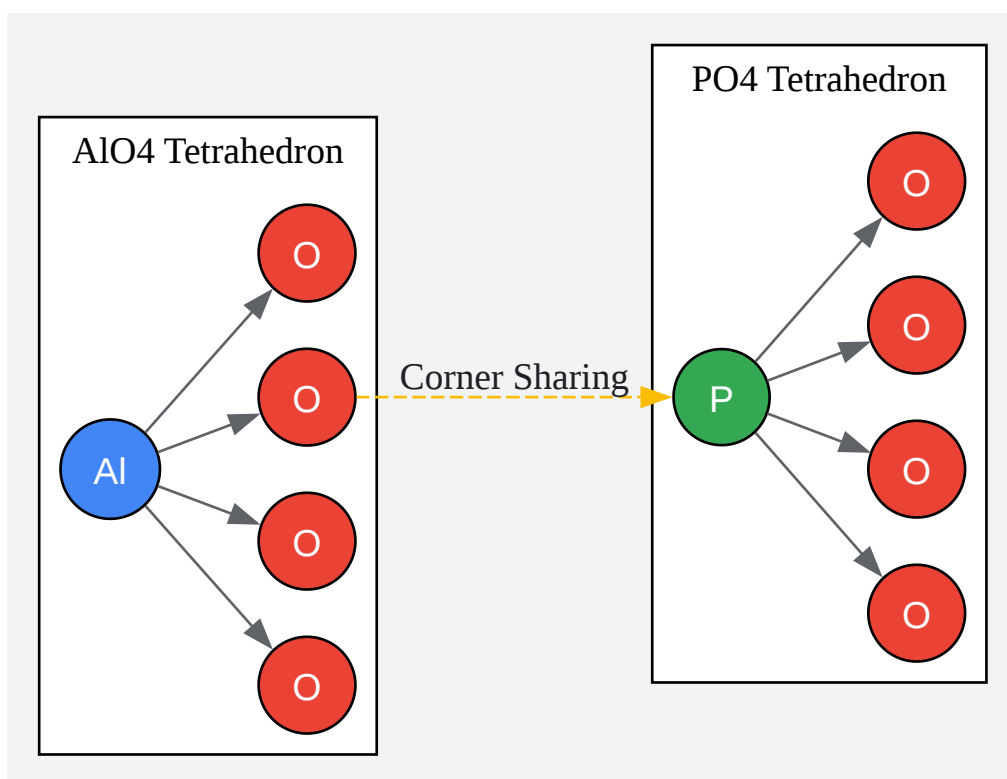 AlO4 Tetrahedron
Al
O
O
O
O
Corner Sharing
PO4 Tetrahedron
P
O
O
O
O